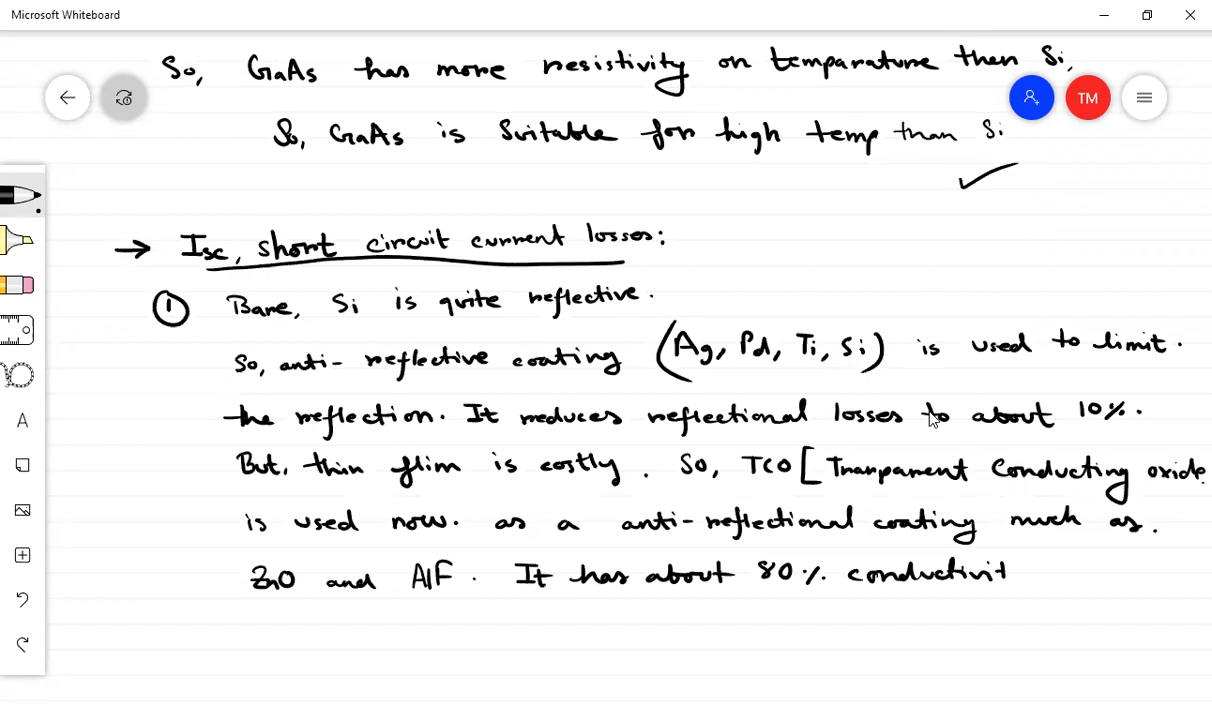 Microsoft Whiteboard
So, GaAs has more resistivity on temparature then Si,
TM
So, GaAs is suitable for high temp than Si
→ Isc, short circuit current losses:
① Bare, Si is quite reflective.
So, anti-reflective coating (Ag, Pd, Ti, Si) is used to limit.
the reflection. It reduces reflectional losses to about 10%.
But, thin flim is costly. So, TCO [Tranparent Conducting oxide
is used now. as a anti-reflectional coating much as.
ZnO and AlF. It has about 80% conductivit
A